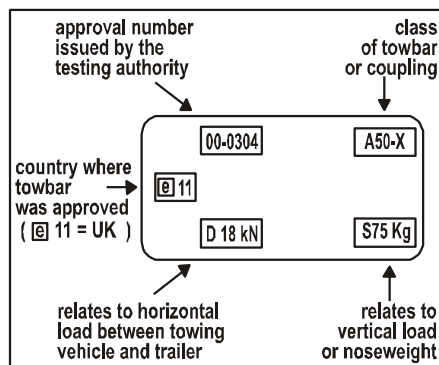 approval number
issued by the
testing authority
class
of towbar
or coupling
00-0304
A50-X
country where
towbar
was approved
( e 11 = UK )
e 11
D 18 kN
S75 Kg
relates to horizontal
load between towing
vehicle and trailer
relates to
vertical load
or noseweight